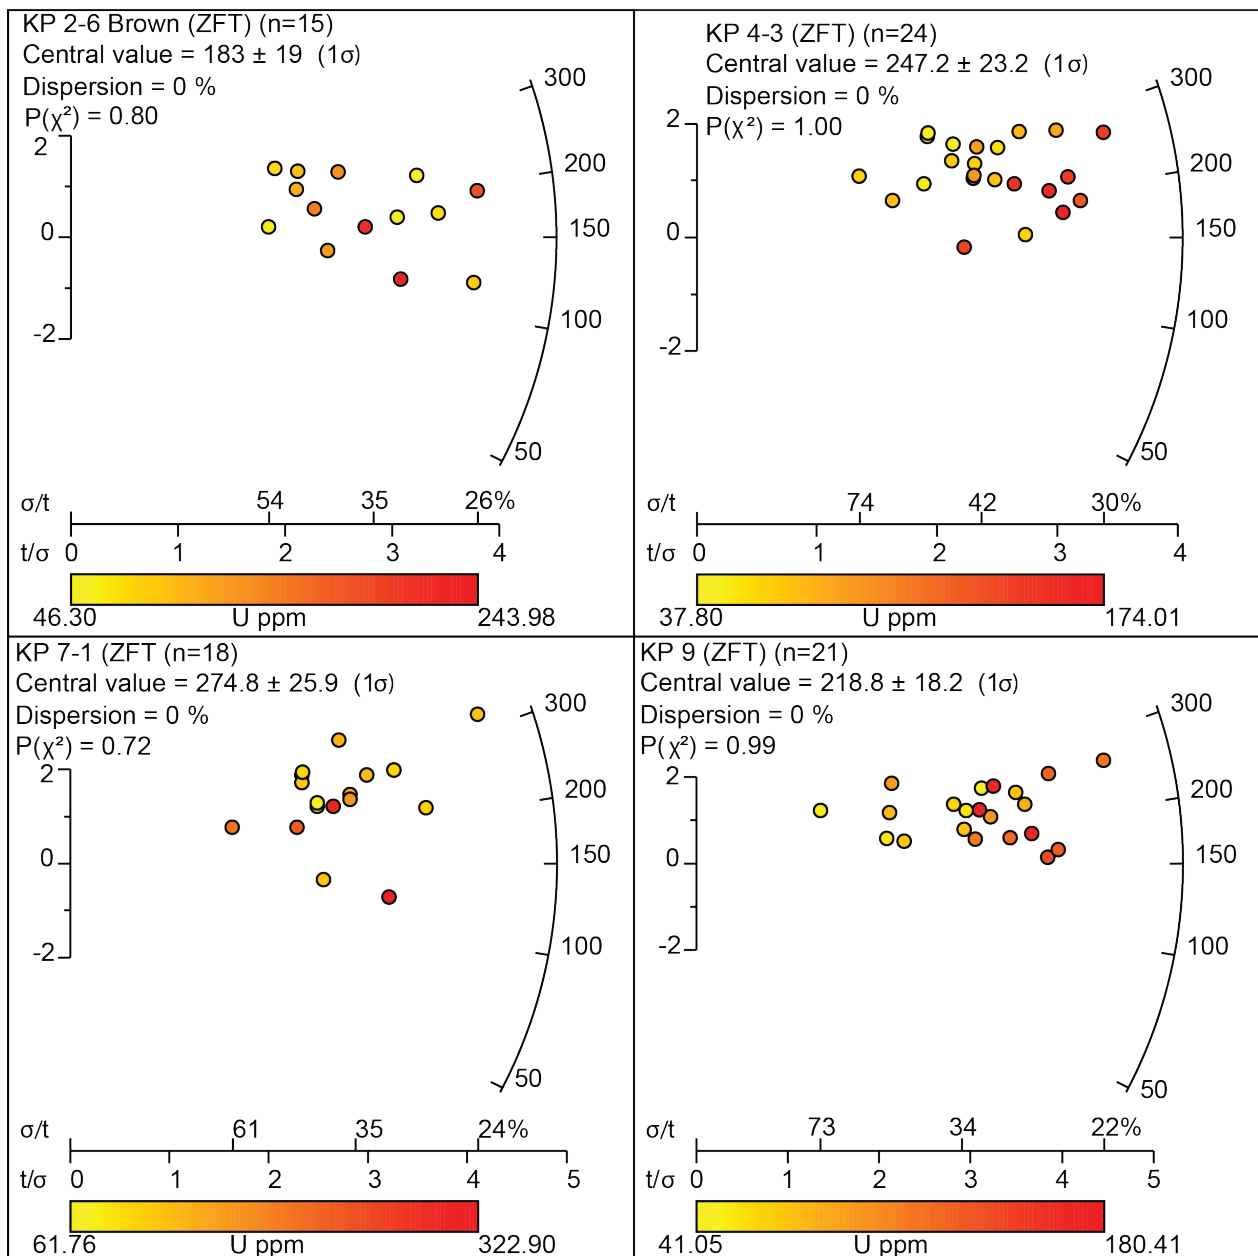 KP 2-6 Brown (ZFT) (n=15)
Central value = 183 ± 19 (1σ)
Dispersion = 0 %
P(χ²) = 0.80
2
0
-2
300
200
150
100
50
σ/t 54 35 26%
t/σ 0 1 2 3 4
46.30 U ppm 243.98
KP 4-3 (ZFT) (n=24)
Central value = 247.2 ± 23.2 (1σ)
Dispersion = 0 %
P(χ²) = 1.00
2
0
-2
300
200
150
100
50
σ/t 74 42 30%
t/σ 0 1 2 3 4
37.80 U ppm 174.01
KP 7-1 (ZFT (n=18)
Central value = 274.8 ± 25.9 (1σ)
Dispersion = 0 %
P(χ²) = 0.72
2
0
-2
300
200
150
100
50
σ/t 61 35 24%
t/σ 0 1 2 3 4 5
61.76 U ppm 322.90
KP 9 (ZFT) (n=21)
Central value = 218.8 ± 18.2 (1σ)
Dispersion = 0 %
P(χ²) = 0.99
2
0
-2
300
200
150
100
50
σ/t 73 34 22%
t/σ 0 1 2 3 4 5
41.05 U ppm 180.41